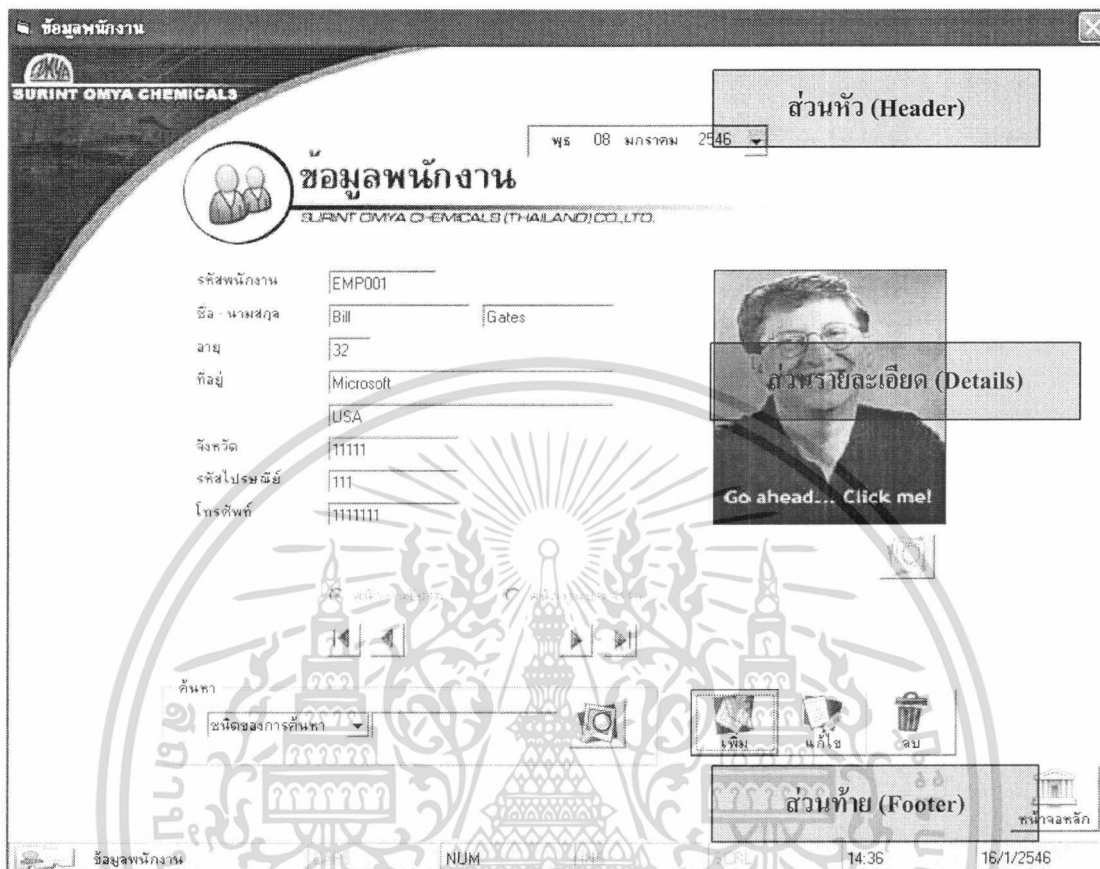 ข้อมูลพนักงาน
OMYA
SURINT OMYA CHEMICALS
ส่วนหัว (Header)
พุธ 08 มกราคม 2546
ข้อมูลพนักงาน
SURINT OMYA CHEMICALS (THAILAND) CO.,LTD.
รหัสพนักงาน EMP001
ชื่อ - นามสกุล Bill Gates
อายุ 32
ที่อยู่ Microsoft
ส่วนรายละเอียด (Details)
USA
จังหวัด 11111
รหัสไปรษณีย์ 111
โทรศัพท์ 1111111
Go ahead... Click me!
ค้นหา
ชนิดของการค้นหา
เพิ่ม แก้ไข ลบ
ส่วนท้าย (Footer)
หน้าจอหลัก
ข้อมูลพนักงาน NUM 14:36 16/1/2546